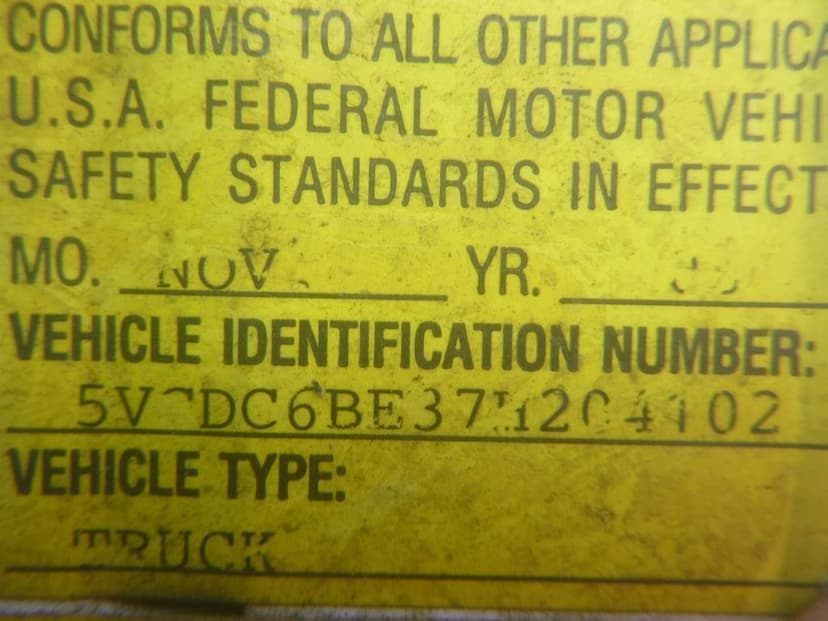 CONFORMS TO ALL OTHER APPLICA
U.S.A. FEDERAL MOTOR VEHI
SAFETY STANDARDS IN EFFECT
MO. NOV. YR.
VEHICLE IDENTIFICATION NUMBER:
VEHICLE TYPE:
TRUCK